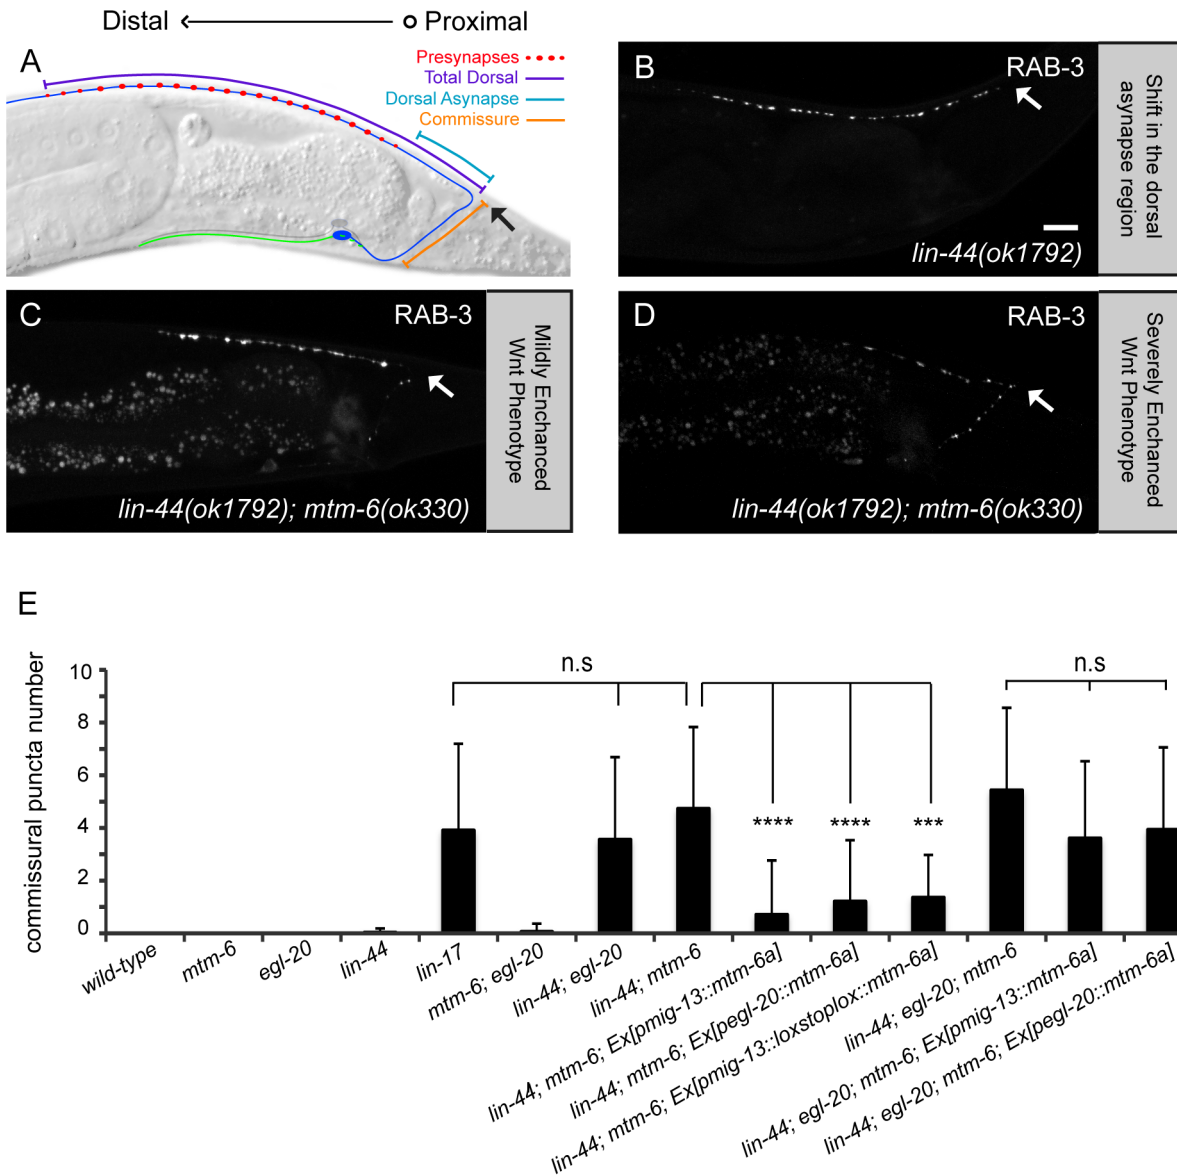 Distal
Proximal
A
Presynapses
Total Dorsal
Dorsal Asynapse
Commissure
B
RAB-3
lin-44(ok1792)
Shift in the dorsal
asynapse region
C
RAB-3
lin-44(ok1792); mtm-6(ok330)
Mildly Enchanced
Wnt Phenotype
D
RAB-3
lin-44(ok1792); mtm-6(ok330)
Severely Enchanced
Wnt Phenotype
E
commissural puncta number
10
8
6
4
2
0
n.s
****
****
***
n.s
wild-type
mtm-6
egl-20
lin-44
lin-17
mtm-6; egl-20
lin-44; egl-20
lin-44; mtm-6
lin-44; mtm-6; Ex[pmig-13::mtm-6a]
lin-44; mtm-6; Ex[pegl-20::mtm-6a]
lin-44; mtm-6; Ex[pmig-13::loxstoplox::mtm-6a]
lin-44; egl-20; mtm-6
lin-44; egl-20; mtm-6; Ex[pmig-13::mtm-6a]
lin-44; egl-20; mtm-6; Ex[pegl-20::mtm-6a]